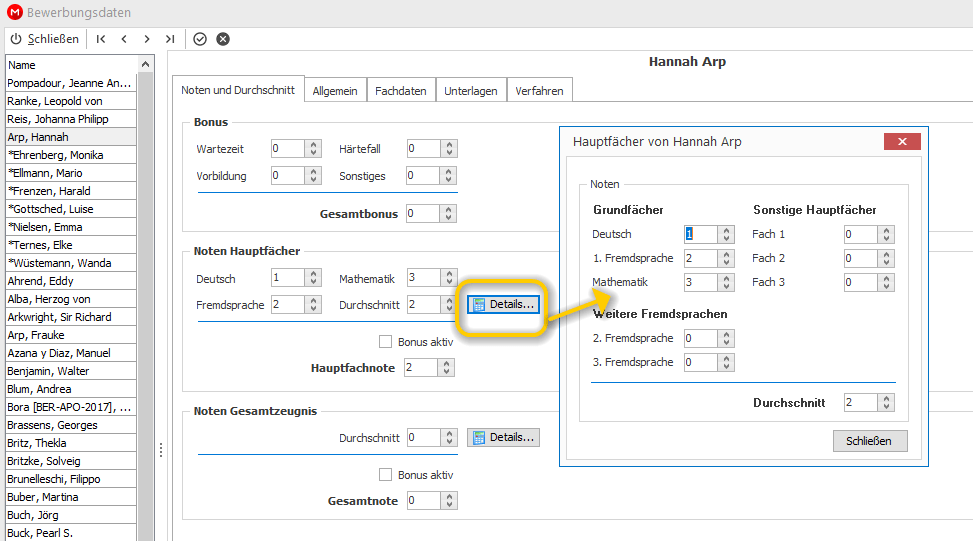 M Bewerbungsdaten
Schließen
Name
Pompadour, Jeanne An...
Ranke, Leopold von
Reis, Johanna Philipp
Arp, Hannah
*Ehrenberg, Monika
*Ellmann, Mario
*Frenzen, Harald
*Gottsched, Luise
*Nielsen, Emma
*Ternes, Elke
*Wüstemann, Wanda
Ahrend, Eddy
Alba, Herzog von
Arkwright, Sir Richard
Arp, Frauke
Azana y Diaz, Manuel
Benjamin, Walter
Blum, Andrea
Bora [BER-APO-2017], ...
Brassens, Georges
Britz, Thekla
Britzke, Solveig
Brunelleschi, Filippo
Buber, Martina
Buch, Jörg
Buck, Pearl S.
Hannah Arp
Noten und Durchschnitt Allgemein Fachdaten Unterlagen Verfahren
Bonus
Wartezeit 0 Härtefall 0
Vorbildung 0 Sonstiges 0
Gesamtbonus 0
Noten Hauptfächer
Deutsch 1 Mathematik 3
Fremdsprache 2 Durchschnitt 2 Details...
Bonus aktiv
Hauptfachnote 2
Noten Gesamtzeugnis
Durchschnitt 0 Details...
Bonus aktiv
Gesamtnote 0
Hauptfächer von Hannah Arp
Noten
Grundfächer Sonstige Hauptfächer
Deutsch 1 Fach 1 0
1. Fremdsprache 2 Fach 2 0
Mathematik 3 Fach 3 0
Weitere Fremdsprachen
2. Fremdsprache 0
3. Fremdsprache 0
Durchschnitt 2
Schließen